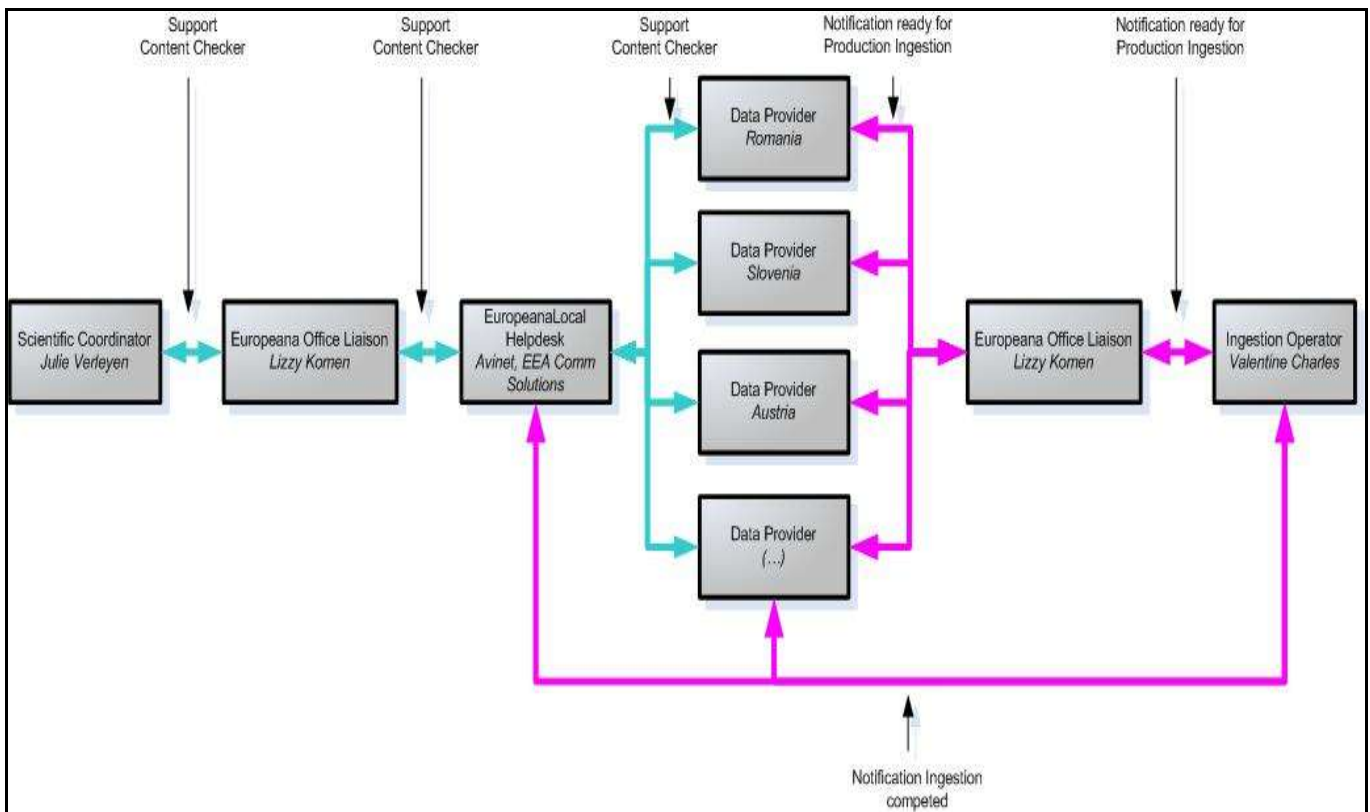 Support
Content Checker
Support
Content Checker
Support
Content Checker
Notification ready for
Production Ingestion
Notification ready for
Production Ingestion
Data Provider
Romania
Data Provider
Slovenia
Scientific Coordinator
Julie Verleyen
Europeana Office Liaison
Lizzy Komen
EuropeanaLocal
Helpdesk
Avinet, EEA Comm
Solutions
Data Provider
Austria
Europeana Office Liaison
Lizzy Komen
Ingestion Operator
Valentine Charles
Data Provider
(...)
Notification Ingestion
competed